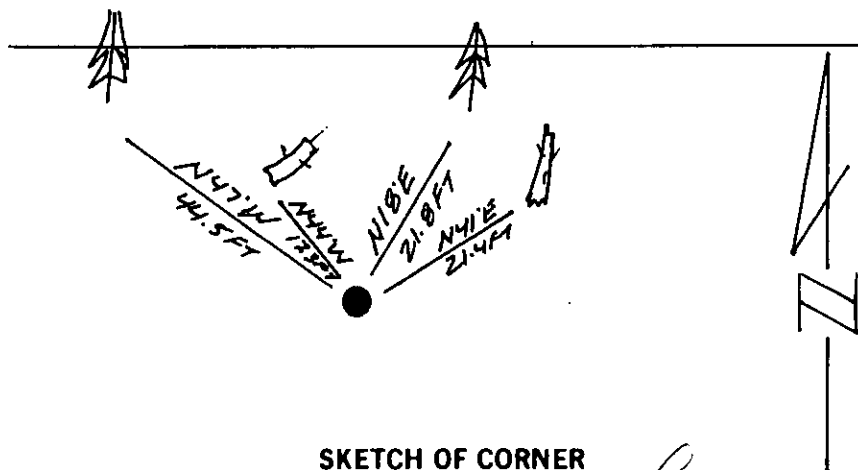 N47°W
44.5FT
N44W
N18°E
21.8FT
N41°E
21.4FT
N
SKETCH OF CORNER